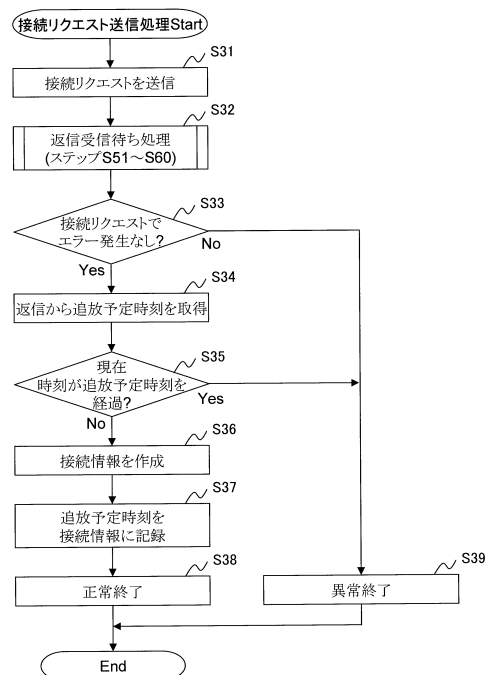 接続リクエスト送信処理Start
S31
接続リクエストを送信
S32
返信受信待ち処理
(ステップS51～S60)
S33
接続リクエストで
エラー発生なし?
No
Yes
S34
返信から追放予定時刻を取得
S35
現在
時刻が追放予定時刻を
経過?
Yes
No
S36
接続情報を作成
S37
追放予定時刻を
接続情報に記録
S38
正常終了
S39
異常終了
End